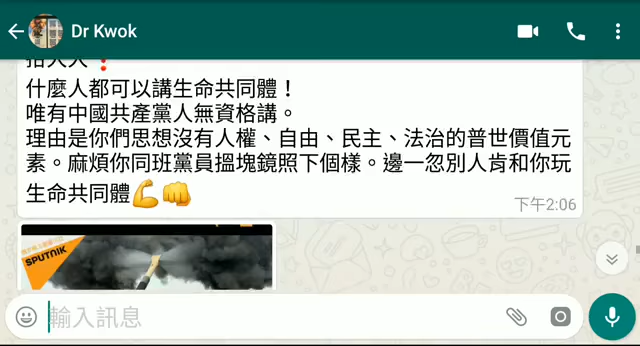 Dr Kwok
什麼人都可以講生命共同體！
唯有中國共產黨人無資格講。
理由是你們思想沒有人權、自由、民主、法治的普世價值元
素。麻煩你同班黨員搵塊鏡照下個樣。邊一忽別人肯和你玩
生命共同體💪👊
下午2:06
SPUTNIK
輸入訊息